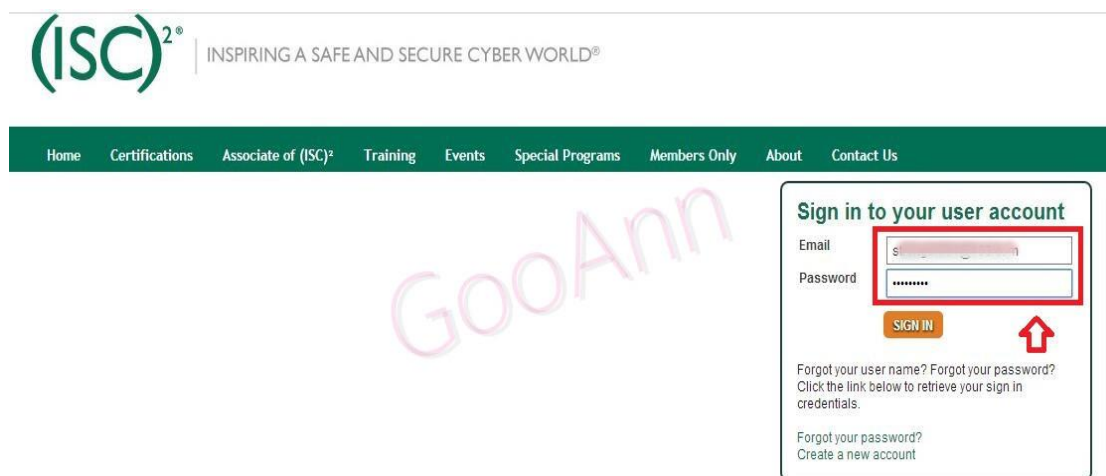 (ISC)²®
INSPIRING A SAFE AND SECURE CYBER WORLD®
Home Certifications Associate of (ISC)² Training Events Special Programs Members Only About Contact Us
GooAnn
Sign in to your user account
Email
Password •••••••••
SIGN IN
Forgot your user name? Forgot your password?
Click the link below to retrieve your sign in
credentials.
Forgot your password?
Create a new account